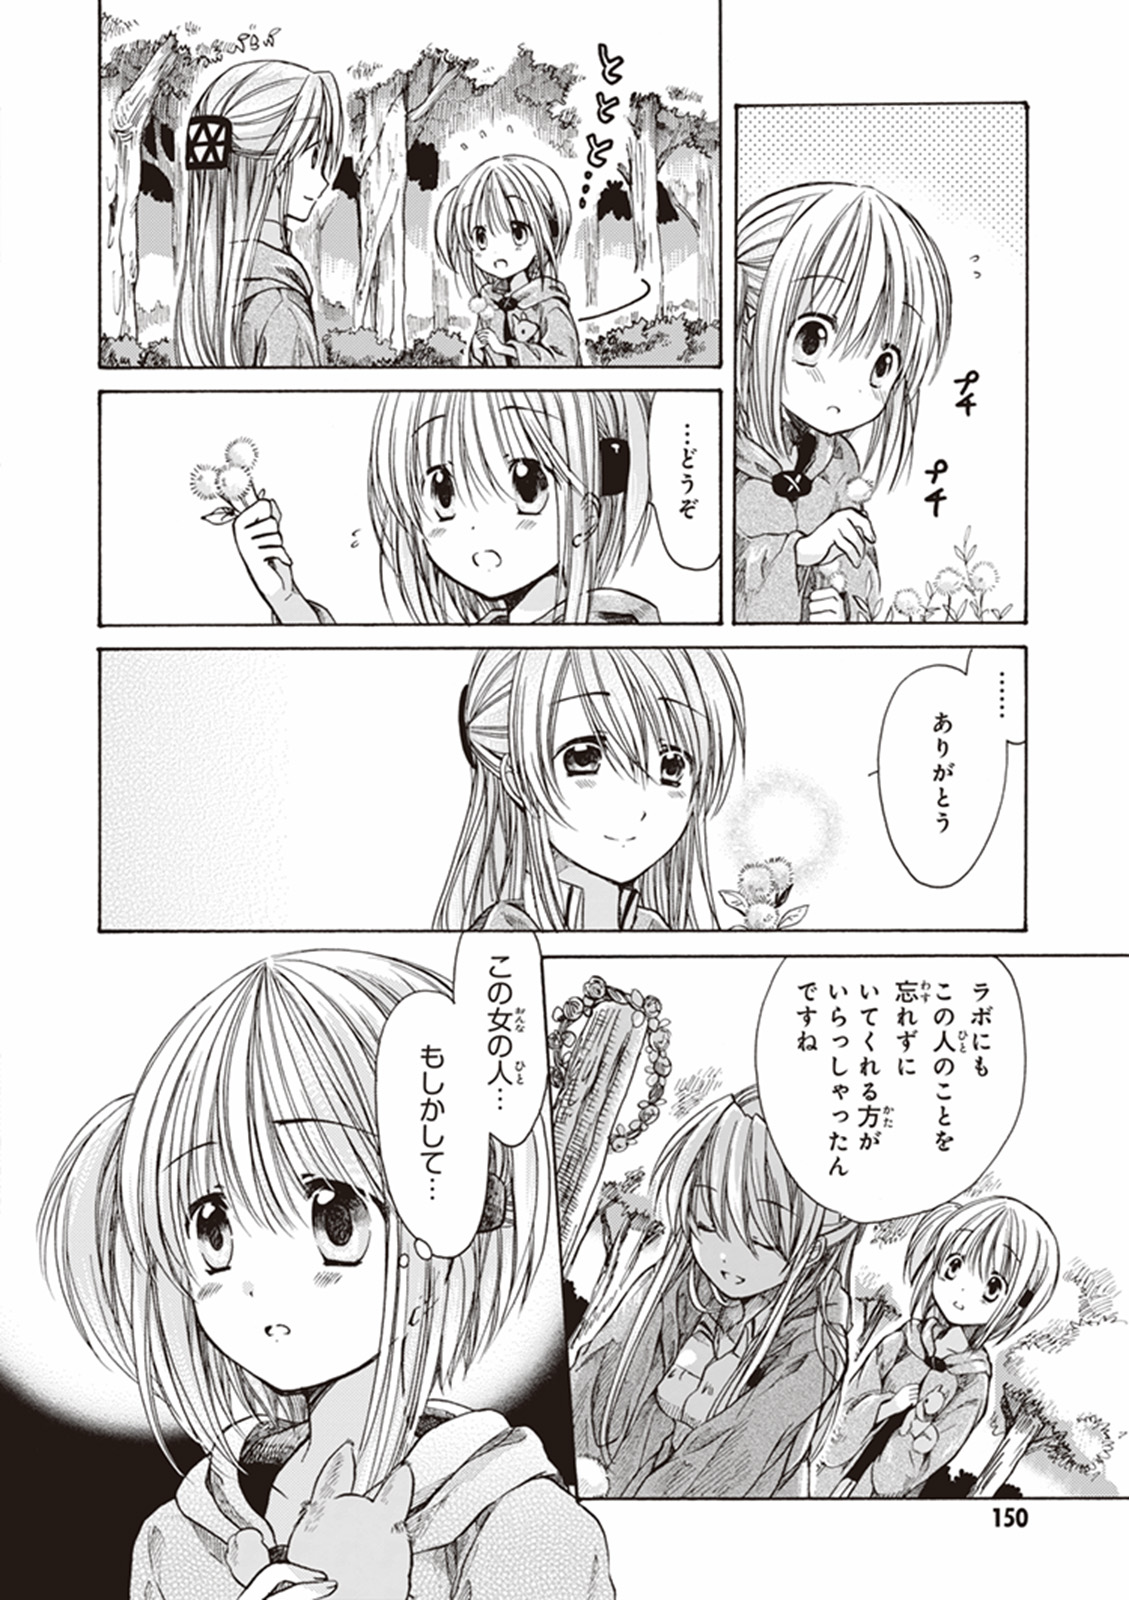 プチ
プチ
とととと…
…どうぞ
……
ありがとう
ラボにも
この人のことを
忘れずに
いてくれる方が
いらっしゃったん
ですね
この女の人…
もしかして…
150